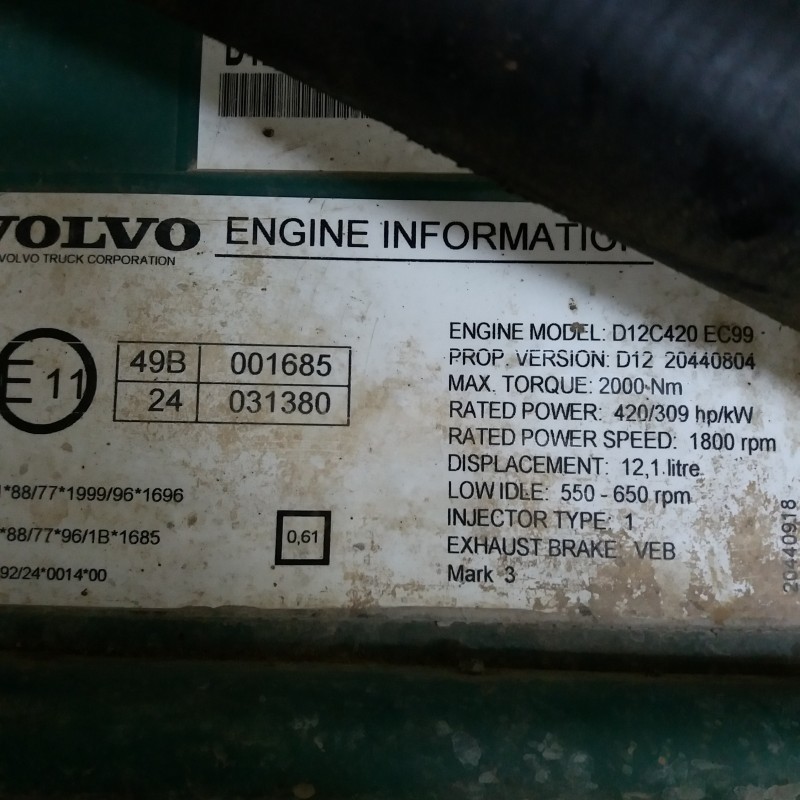 VOLVO
VOLVO TRUCK CORPORATION
ENGINE INFORMATION
E 11
49B 001685
24 031380
*88/77*1999/96*1696
*88/77*96/1B*1685
92/24*0014*00
0,61
ENGINE MODEL: D12C420 EC99
PROP. VERSION: D12 20440804
MAX. TORQUE: 2000 Nm
RATED POWER: 420/309 hp/kW
RATED POWER SPEED: 1800 rpm
DISPLACEMENT: 12,1 litre
LOW IDLE: 550 - 650 rpm
INJECTOR TYPE: 1
EXHAUST BRAKE VEB
Mark 3
20440918